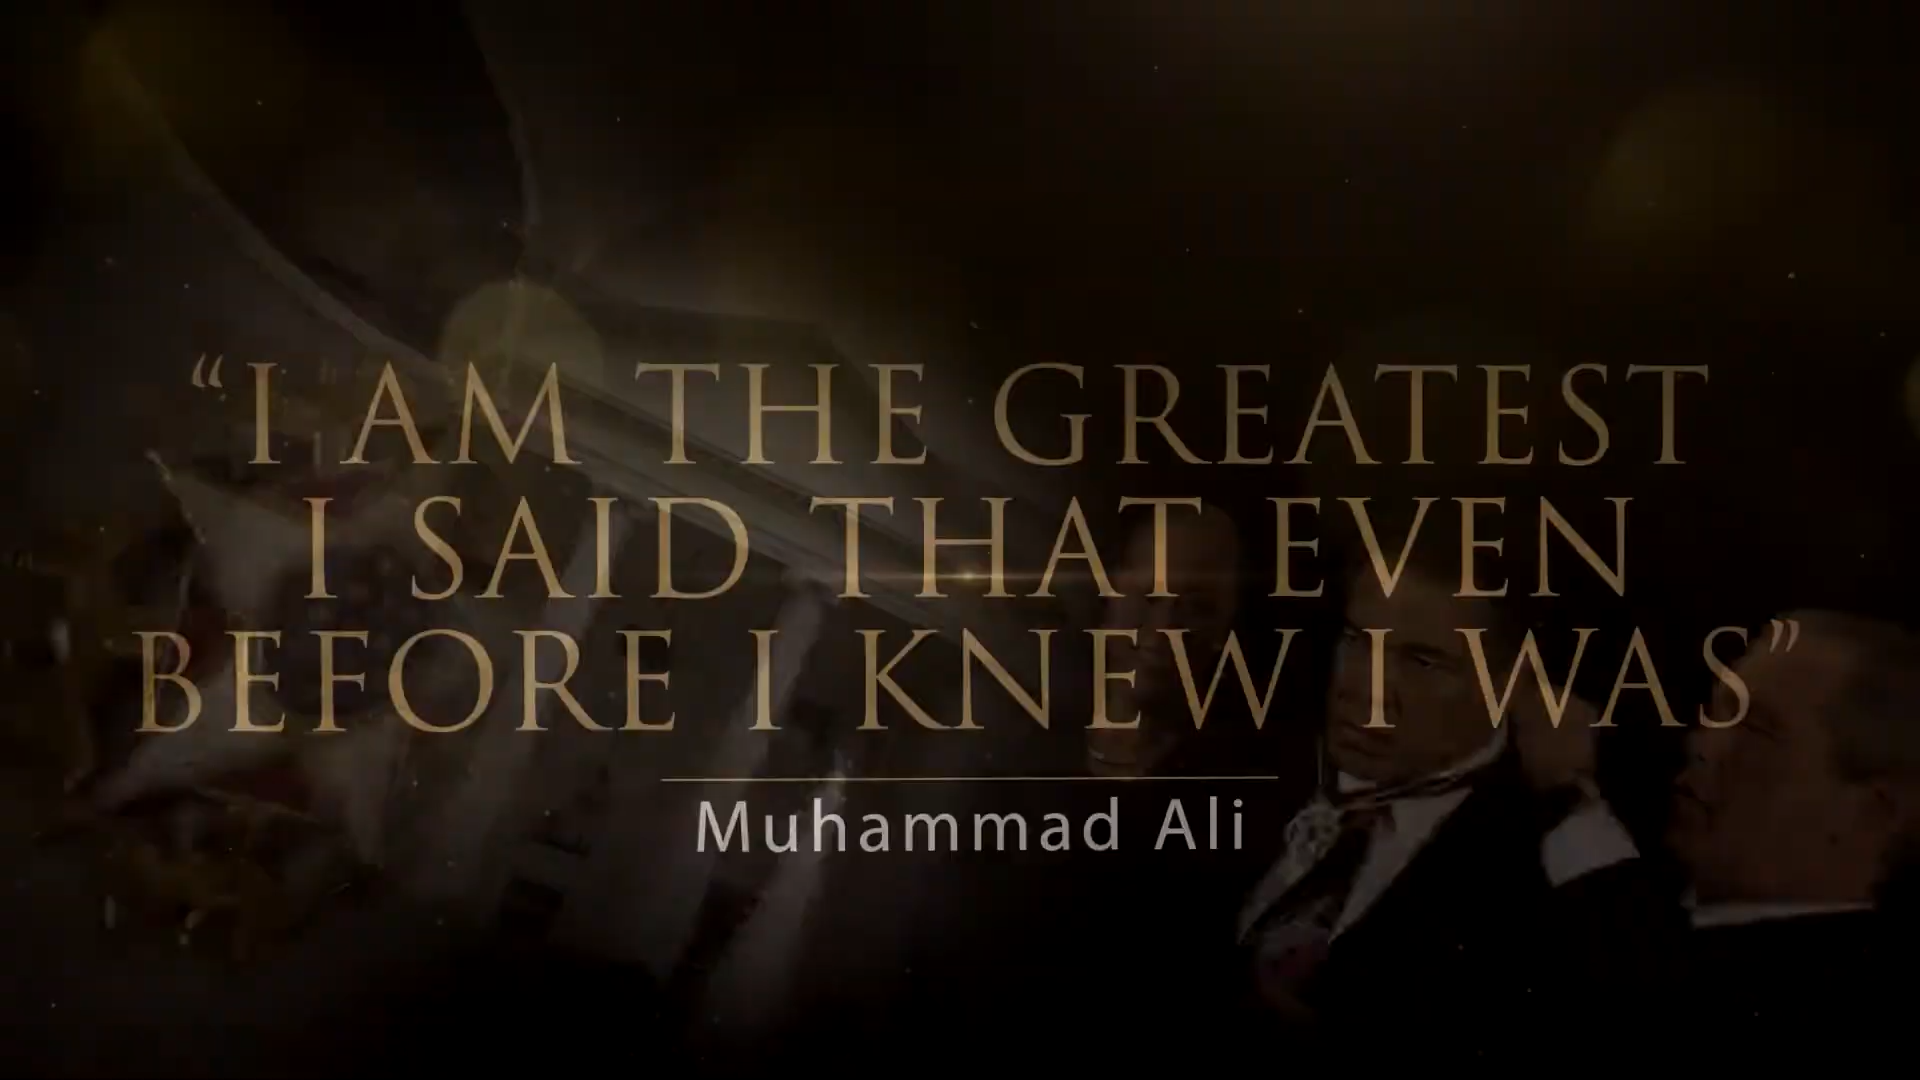 “I AM THE GREATEST
I SAID THAT EVEN
BEFORE I KNEW I WAS”
Muhammad Ali